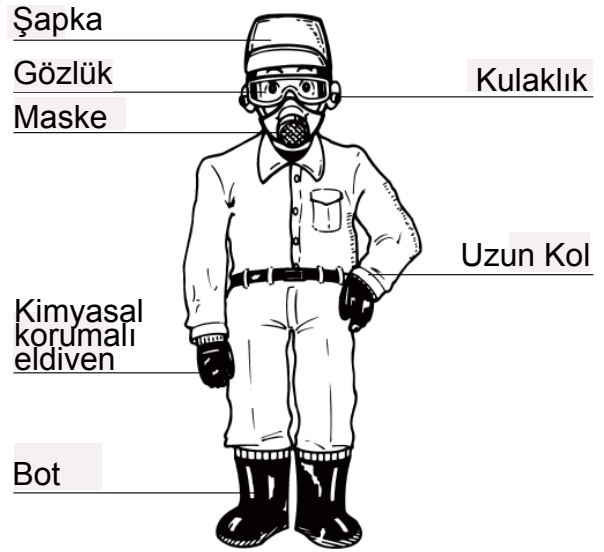 Şapka
Gözlük
Maske
Kulaklık
Uzun Kol
Kimyasal
korumalı
eldiven
Bot